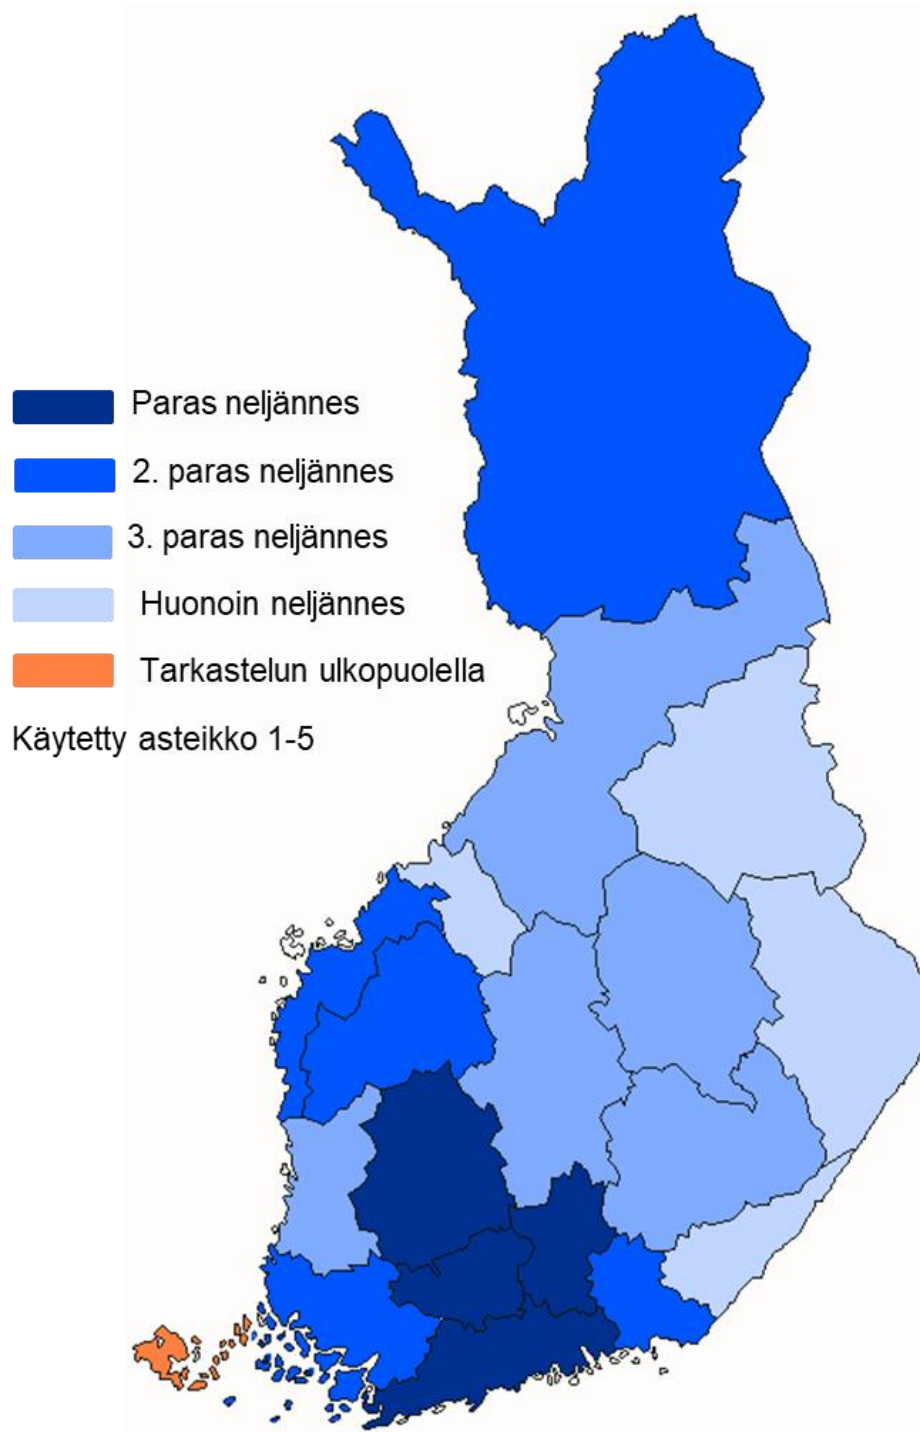 Paras neljännes
2. paras neljännes
3. paras neljännes
Huonoin neljännes
Tarkastelun ulkopuolella
Käytetty asteikko 1-5